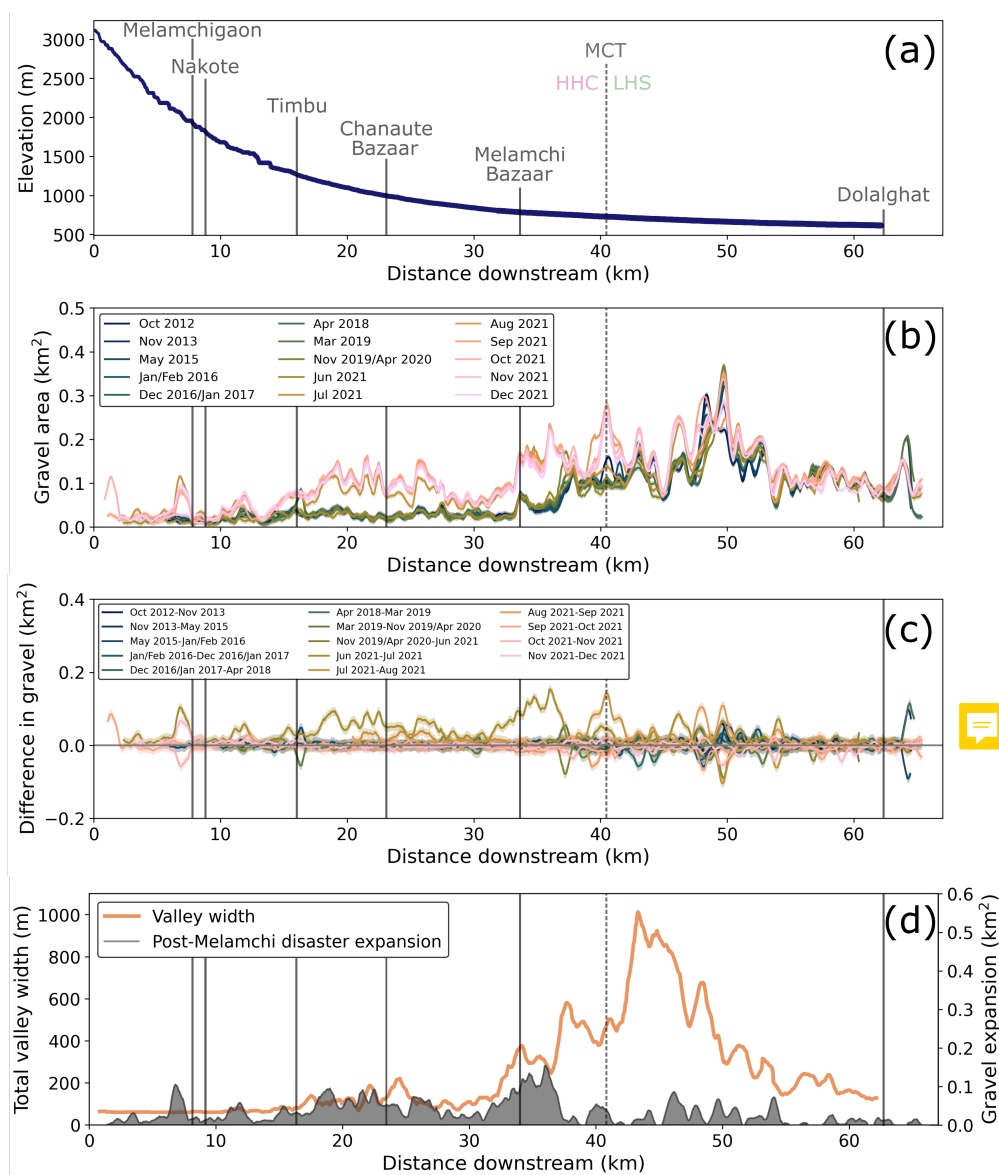 (a)
Melamchigaon
Nakote
Timbu
Chanaute
Bazaar
Melamchi
Bazaar
MCT
HHC LHS
Dolalghat
Elevation (m)
3000
2500
2000
1500
1000
500
0 10 20 30 40 50 60
Distance downstream (km)
(b)
Gravel area (km²)
0.5
0.4
0.3
0.2
0.1
0.0
Oct 2012 Apr 2018 Aug 2021
Nov 2013 Mar 2019 Sep 2021
May 2015 Nov 2019/Apr 2020 Oct 2021
Jan/Feb 2016 Jun 2021 Nov 2021
Dec 2016/Jan 2017 Jul 2021 Dec 2021
0 10 20 30 40 50 60
Distance downstream (km)
(c)
Difference in gravel (km²)
0.4
0.2
0.0
−0.2
Oct 2012-Nov 2013 Apr 2018-Mar 2019 Aug 2021-Sep 2021
Nov 2013-May 2015 Mar 2019-Nov 2019/Apr 2020 Sep 2021-Oct 2021
May 2015-Jan/Feb 2016 Nov 2019/Apr 2020-Jun 2021 Oct 2021-Nov 2021
Jan/Feb 2016-Dec 2016/Jan 2017 Jun 2021-Jul 2021 Nov 2021-Dec 2021
Dec 2016/Jan 2017-Apr 2018 Jul 2021-Aug 2021
0 10 20 30 40 50 60
Distance downstream (km)
(d)
Total valley width (m)
1000
800
600
400
200
0
Valley width
Post-Melamchi disaster expansion
0.6
0.5
0.4
0.3
0.2
0.1
0.0
Gravel expansion (km²)
0 10 20 30 40 50 60
Distance downstream (km)